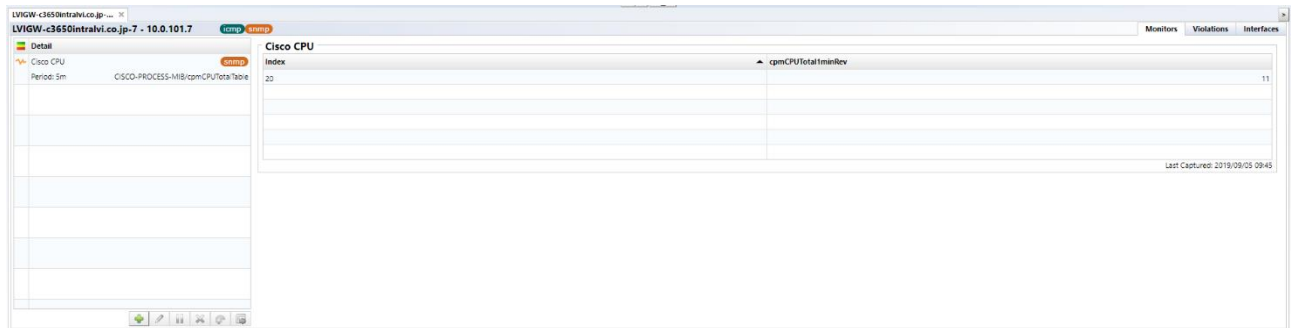 LVIGW-c3650intralvi.co.jp-...
LVIGW-c3650intralvi.co.jp-7 - 10.0.101.7 icmp snmp Monitors Violations Interfaces
Detail
Cisco CPU snmp
Period: 5m CISCO-PROCESS-MIB/cpmCPUTotalTable
Cisco CPU
Index cpmCPUTotal1minRev
20 11
Last Captured: 2019/09/05 09:45